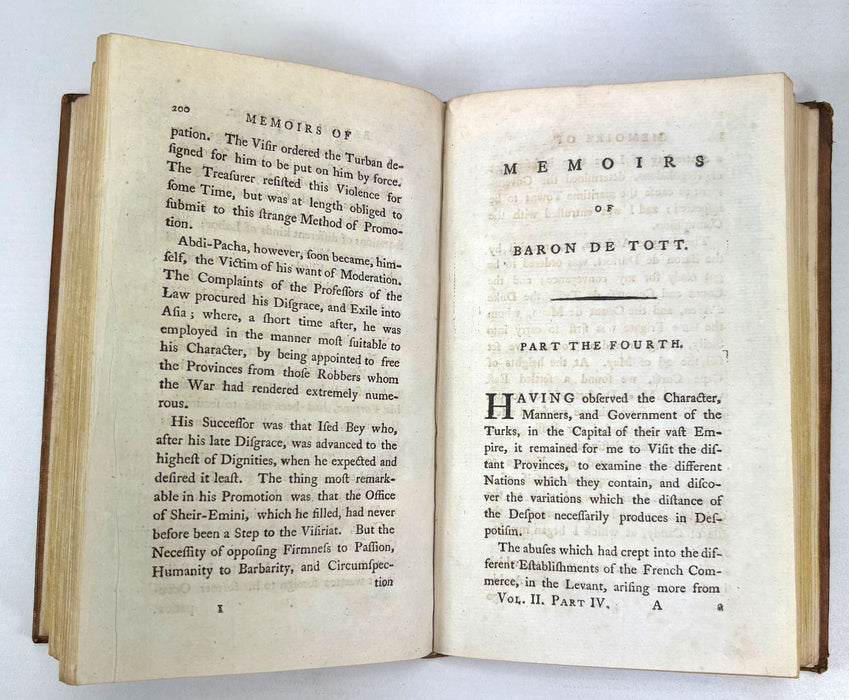 200
MEMOIRS OF
pation. The Viſir ordered the Turban de-
ſigned for him to be put on him by force.
The Treaſurer reſiſted this Violence for
ſome Time, but was at length obliged to
ſubmit to this ſtrange Method of Promo-
tion.
Abdi-Pacha, however, ſoon became, him-
ſelf, the Victim of his want of Moderation.
The Complaints of the Profeſſors of the
Law procured his Diſgrace, and Exile into
Aſia; where, a ſhort time after, he was
employed in the manner moſt ſuitable to
his Character, by being appointed to free
the Provinces from thoſe Robbers whom
the War had rendered extremely nume-
rous.
His Succeſſor was that Iſed Bey who,
after his late Diſgrace, was advanced to the
higheſt of Dignities, when he expected and
deſired it leaſt. The thing moſt remark-
able in his Promotion was that the Office
of Sheir-Emini, which he filled, had never
before been a Step to the Viſiriat. But the
Neceſſity of oppoſing Firmneſs to Paſſion,
Humanity to Barbarity, and Circumſpec-
tion
I
MEMOIRS
OF
BARON DE TOTT.
PART THE FOURTH.
HAVING obſerved the Character,
Manners, and Government of the
Turks, in the Capital of their vaſt Em-
pire, it remained for me to Viſit the diſ-
tant Provinces, to examine the different
Nations which they contain, and diſco-
ver the variations which the diſtance of
the Deſpot neceſſarily produces in Deſ-
potiſm.
The abuſes which had crept into the dif-
ferent Eſtabliſhments of the French Com-
merce, in the Levant, ariſing more from
VOL. II. PART IV. A a